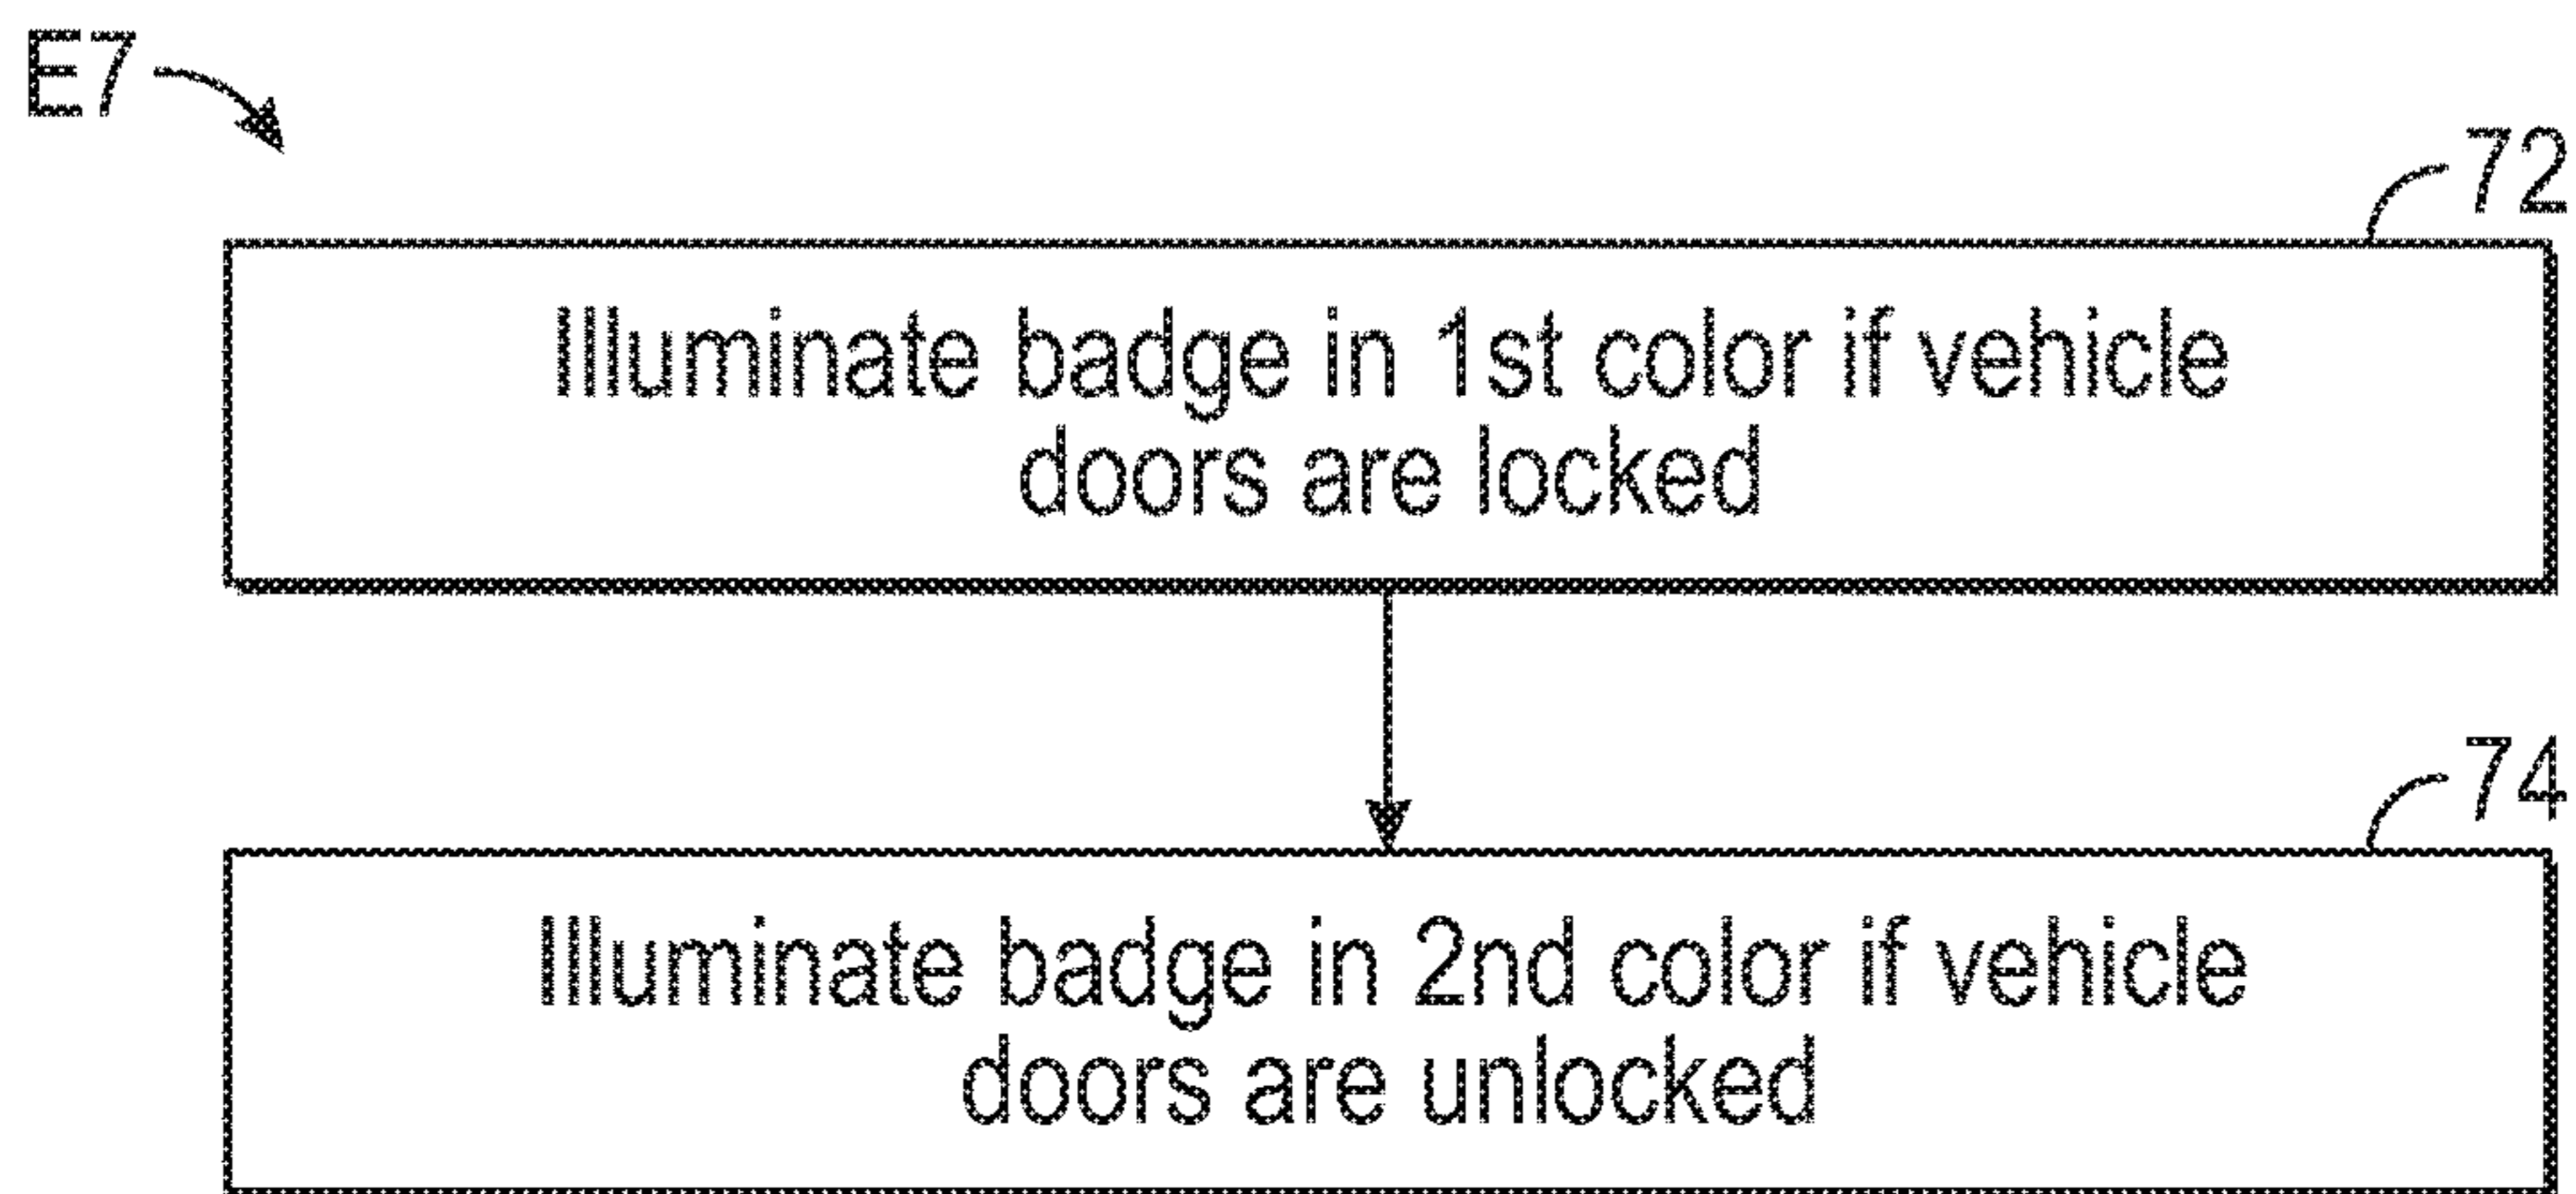 E7
72
Illuminate badge in 1st color if vehicle
doors are locked
74
Illuminate badge in 2nd color if vehicle
doors are unlocked